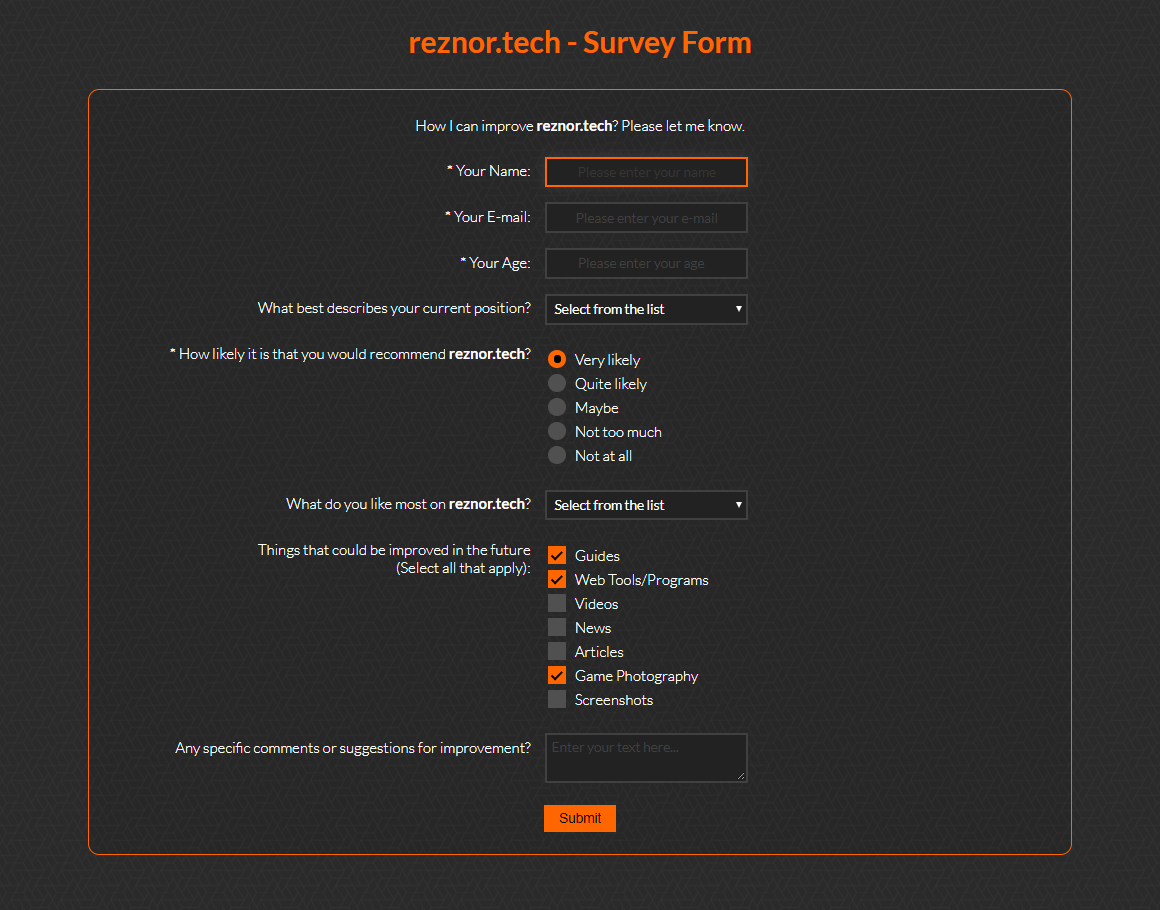 reznor.tech - Survey Form
How I can improve reznor.tech? Please let me know.
* Your Name: Please enter your name
* Your E-mail: Please enter your e-mail
* Your Age: Please enter your age
What best describes your current position? Select from the list
* How likely it is that you would recommend reznor.tech? Very likely
Quite likely
Maybe
Not too much
Not at all
What do you like most on reznor.tech? Select from the list
Things that could be improved in the future
(Select all that apply):
Guides
Web Tools/Programs
Videos
News
Articles
Game Photography
Screenshots
Any specific comments or suggestions for improvement? Enter your text here...
Submit